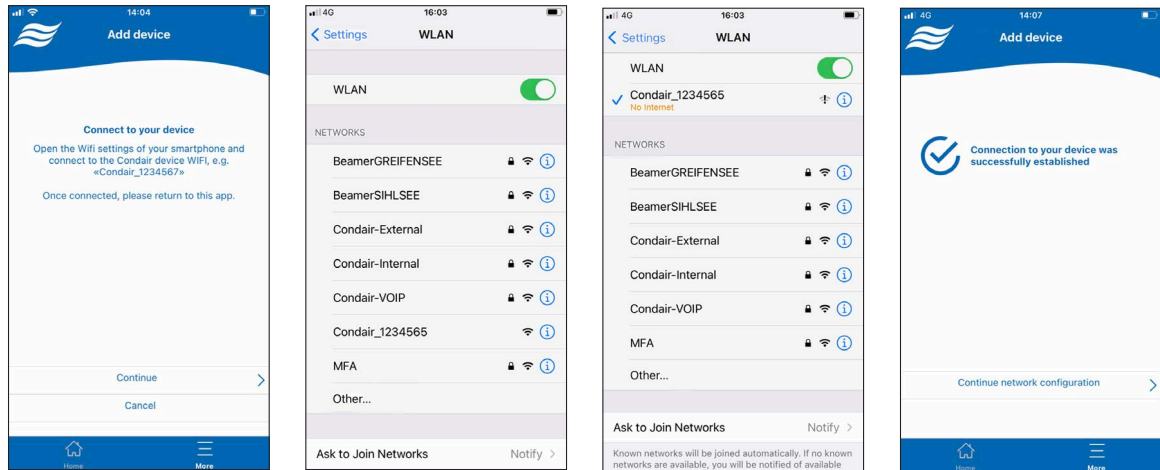 14:04
Add device
Connect to your device
Open the Wifi settings of your smartphone and
connect to the Condair device WIFI, e.g.
«Condair_1234567»
Once connected, please return to this app.
Continue
Cancel
Home
More
4G
16:03
Settings
WLAN
WLAN
NETWORKS
BeamerGREIFENSEE
BeamerSIHLSEE
Condair-External
Condair-Internal
Condair-VOIP
Condair_1234565
MFA
Other...
Ask to Join Networks
Notify
4G
16:03
Settings
WLAN
WLAN
Condair_1234565
No Internet
NETWORKS
BeamerGREIFENSEE
BeamerSIHLSEE
Condair-External
Condair-Internal
Condair-VOIP
MFA
Other...
Ask to Join Networks
Notify
Known networks will be joined automatically. If no known
networks are available, you will be notified of available
4G
14:07
Add device
Connection to your device was
successfully established
Continue network configuration
Home
More